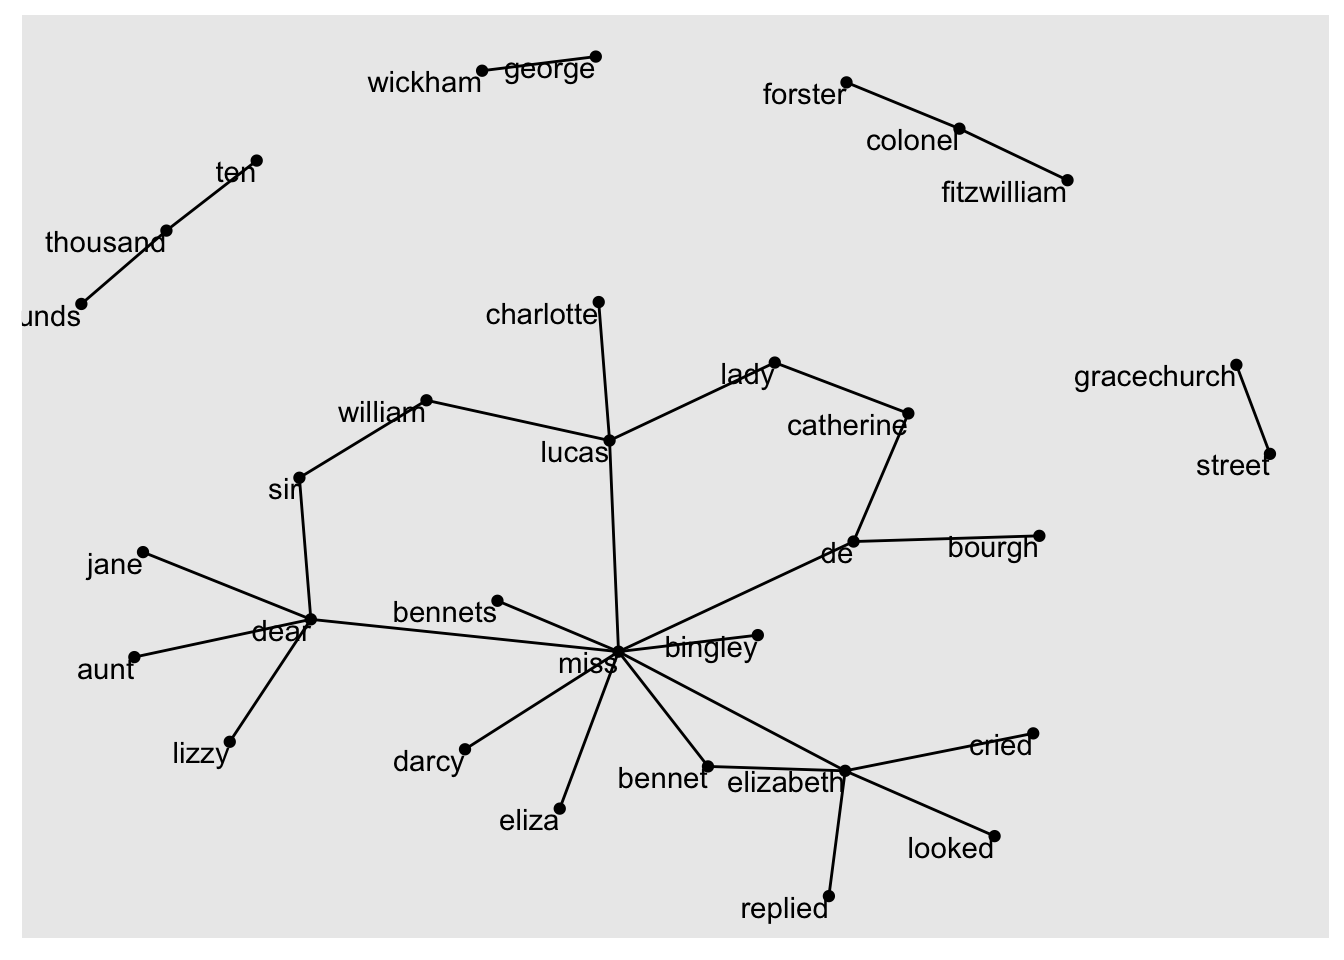 george
wickham
forster
colonel
ten
fitzwilliam
thousand
unds
charlotte
lady
gracechurch
william
catherine
lucas
street
sir
bourgh
de
jane
bennets
dear
bingley
miss
aunt
cried
lizzy
darcy
bennet
elizabeth
eliza
looked
replied